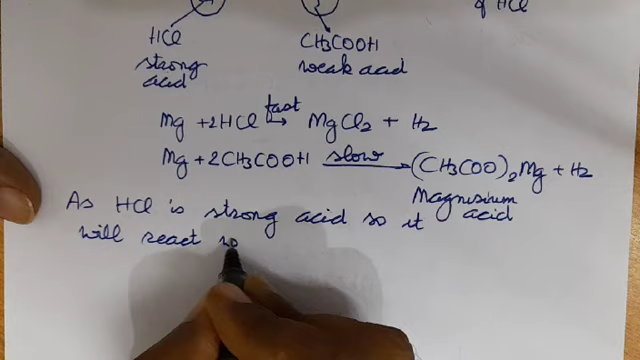 of HCl
HCl
CH3COOH
strong
acid
weak acid
Mg + 2HCl fast → MgCl2 + H2
Mg + 2CH3COOH slow → (CH3COO)2Mg + H2
Magnisium
acid
As HCl is strong acid so it
will react